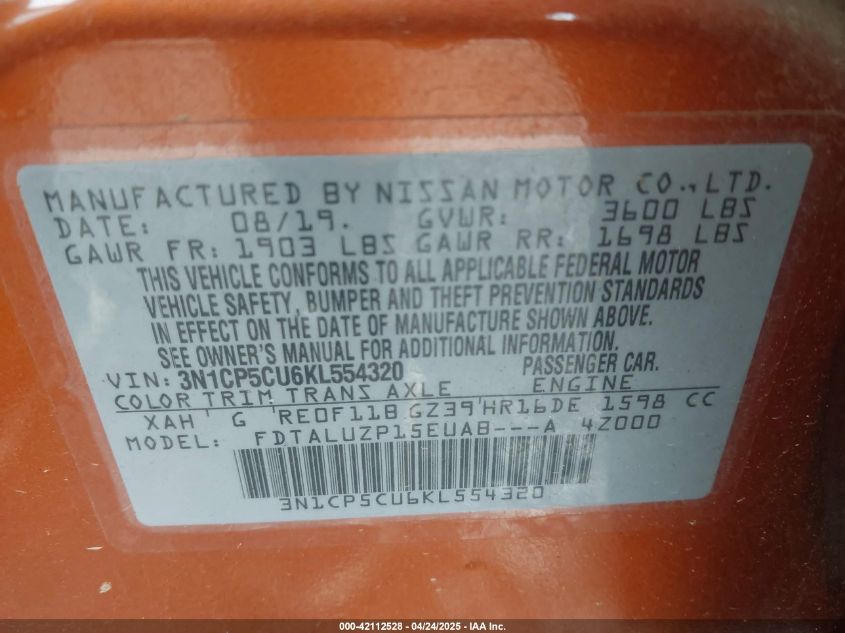 MANUFACTURED BY NISSAN MOTOR CO., LTD.
DATE: 08/19. GVWR: 3600 LBS
GAWR FR: 1903 LBS GAWR RR: 1698 LBS
THIS VEHICLE CONFORMS TO ALL APPLICABLE FEDERAL MOTOR
VEHICLE SAFETY, BUMPER AND THEFT PREVENTION STANDARDS
IN EFFECT ON THE DATE OF MANUFACTURE SHOWN ABOVE.
SEE OWNER'S MANUAL FOR ADDITIONAL INFORMATION.
VIN: 3N1CP5CU6KL554320 PASSENGER CAR.
COLOR TRIM TRANS AXLE ENGINE
XAH' G 'RE0F11B GZ39'HR16DE 1598 CC
MODEL: FDTALUZP15EUAB---A 4Z000
3N1CP5CU6KL554320
000-42112528 - 04/24/2025 - IAA Inc.